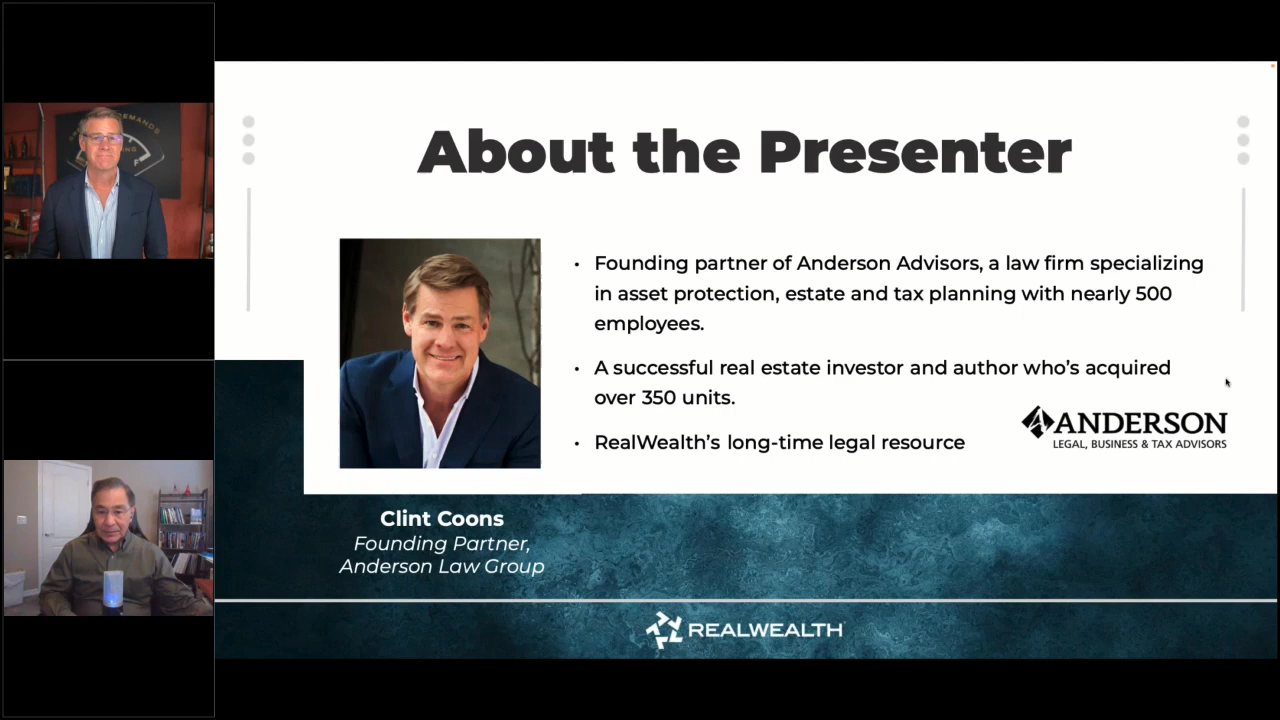 About the Presenter
• Founding partner of Anderson Advisors, a law firm specializing
in asset protection, estate and tax planning with nearly 500
employees.
• A successful real estate investor and author who's acquired
over 350 units.
• RealWealth's long-time legal resource
ANDERSON
LEGAL, BUSINESS & TAX ADVISORS
Clint Coons
Founding Partner,
Anderson Law Group
REALWEALTH